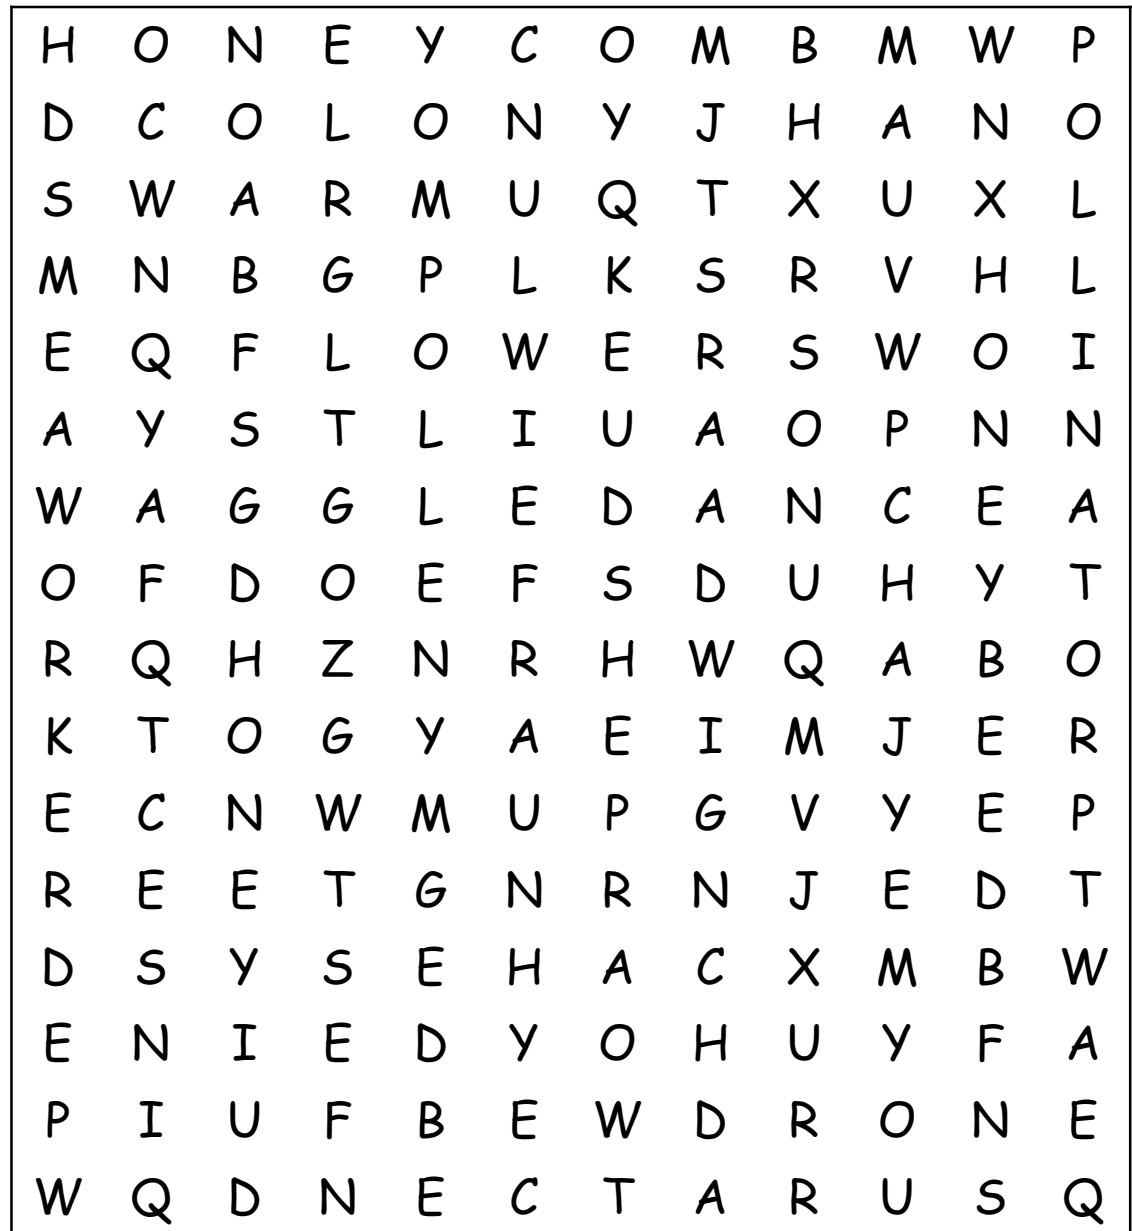 H O N E Y C O M B M W P
D C O L O N Y J H A N O
S W A R M U Q T X U X L
M N B G P L K S R V H L
E Q F L O W E R S W O I
A Y S T L I U A O P N N
W A G G L E D A N C E A
O F D O E F S D U H Y T
R Q H Z N R H W Q A B O
K T O G Y A E I M J E R
E C N W M U P G V Y E P
R E E T G N R N J E D T
D S Y S E H A C X M B W
E N I E D Y O H U Y F A
P I U F B E W D R O N E
W Q D N E C T A R U S Q